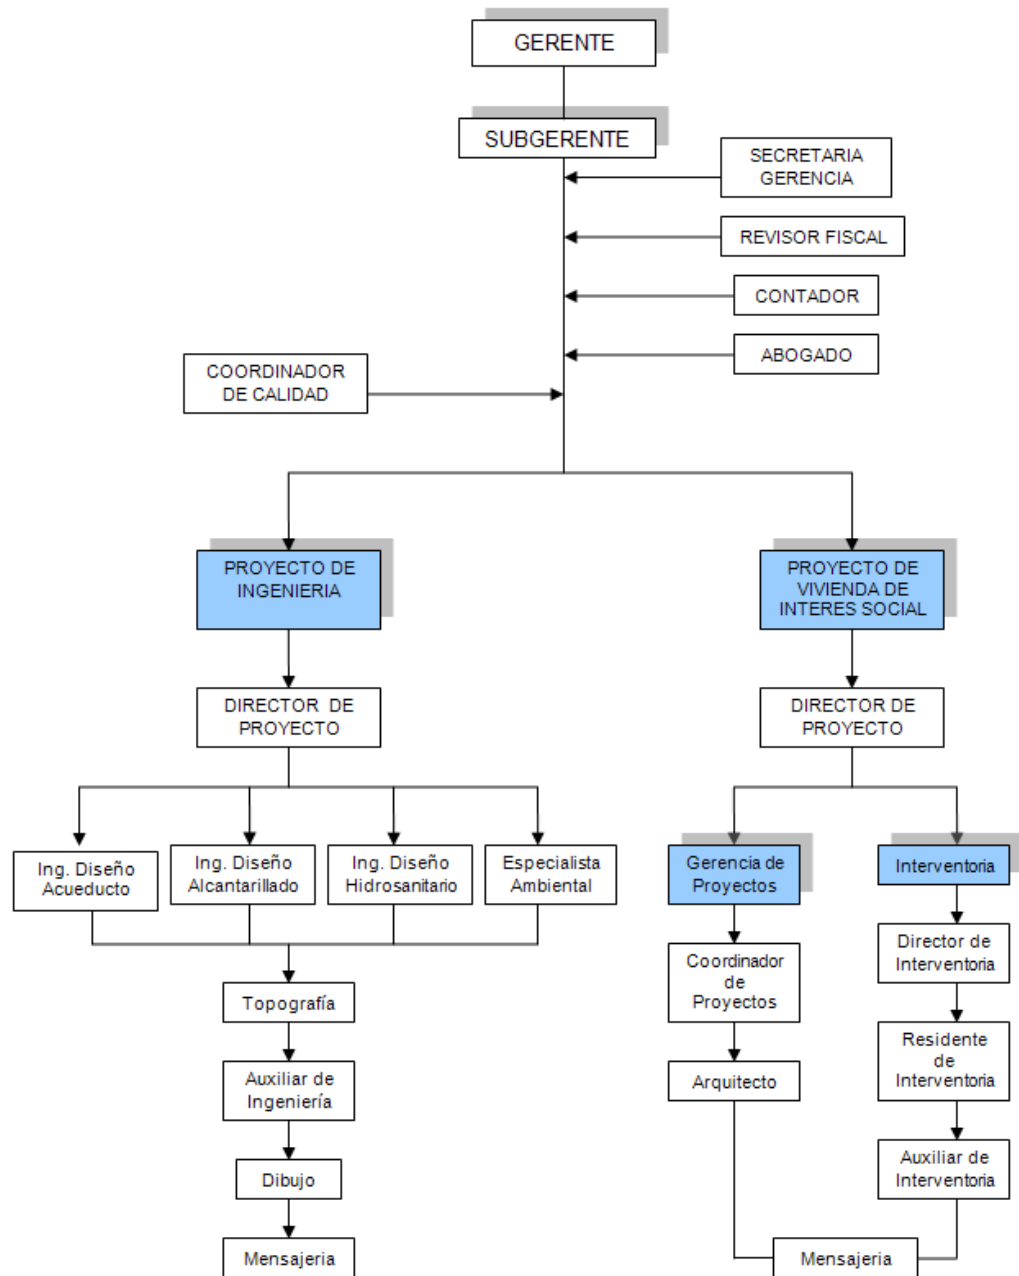 GERENTE
SUBGERENTE
SECRETARIA
GERENCIA
REVISOR FISCAL
CONTADOR
ABOGADO
COORDINADOR
DE CALIDAD
PROYECTO DE
INGENIERIA
PROYECTO DE
VIVIENDA DE
INTERES SOCIAL
DIRECTOR DE
PROYECTO
DIRECTOR DE
PROYECTO
Ing. Diseño
Acueducto
Ing. Diseño
Alcantarillado
Ing. Diseño
Hidrosanitario
Especialista
Ambiental
Gerencia de
Proyectos
Interventoria
Topografía
Auxiliar de
Ingeniería
Dibujo
Mensajeria
Coordinador
de
Proyectos
Arquitecto
Director de
Interventoria
Residente
de
Interventoria
Auxiliar de
Interventoria
Mensajeria